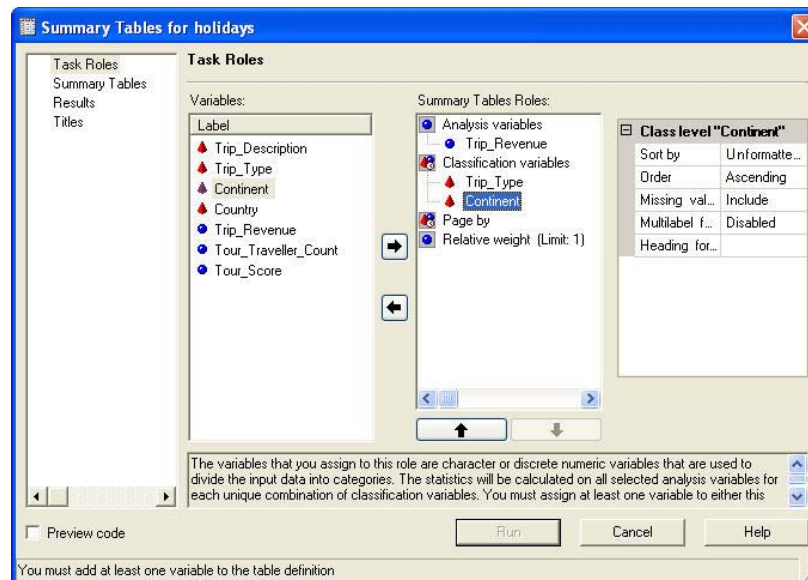 Summary Tables for holidays
Task Roles
Summary Tables
Results
Titles
Task Roles
Variables:
Label
Trip_Description
Trip_Type
Continent
Country
Trip_Revenue
Tour_Traveller_Count
Tour_Score
Summary Tables Roles:
Analysis variables
Trip_Revenue
Classification variables
Trip_Type
Continent
Page by
Relative weight (Limit: 1)
Class level "Continent"
Sort by Unformatte...
Order Ascending
Missing val... Include
Multilabel f... Disabled
Heading for...
The variables that you assign to this role are character or discrete numeric variables that are used to
divide the input data into categories. The statistics will be calculated on all selected analysis variables for
each unique combination of classification variables. You must assign at least one variable to either this
Preview code
Run
Cancel
Help
You must add at least one variable to the table definition